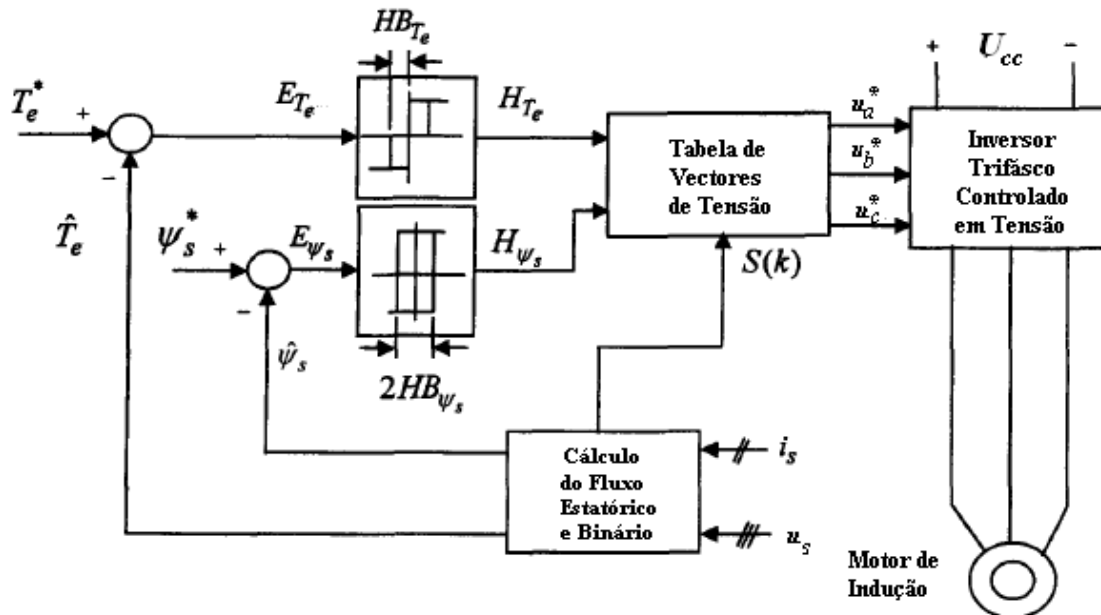 HB_{T_e}
+ U_{cc} -
T_e^* +
E_{T_e}
H_{T_e}
-
Tabela de
Vectores
de Tensão
u_a^*
u_b^*
u_c^*
Inversor
Trifásco
Controlado
em Tensão
\hat{T}_e
ψ_s^* +
E_{ψ_s}
H_{ψ_s}
-
S(k)
\hat{ψ}_s
2HB_{ψ_s}
Cálculo
do Fluxo
Estatórico
e Binário
i_s
u_s
Motor de
Indução